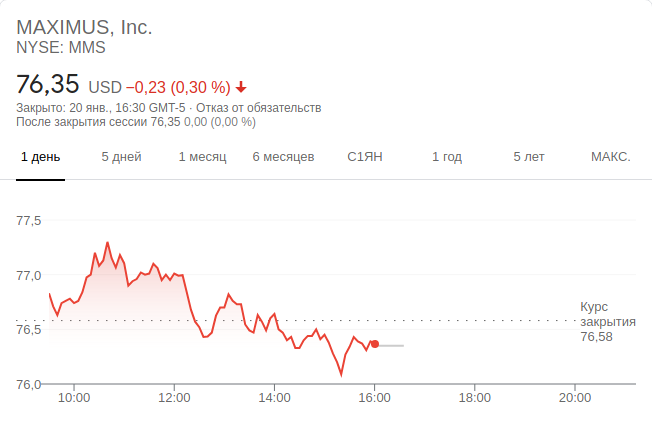 MAXIMUS, Inc.
NYSE: MMS
76,35 USD −0,23 (0,30 %)
Закрыто: 20 янв., 16:30 GMT-5 · Отказ от обязательств
После закрытия сессии 76,35 0,00 (0,00 %)
1 день 5 дней 1 месяц 6 месяцев С1ЯН 1 год 5 лет МАКС.
77,5
77,0
76,5
76,0
Курс
закрытия
76,58
10:00 12:00 14:00 16:00 18:00 20:00